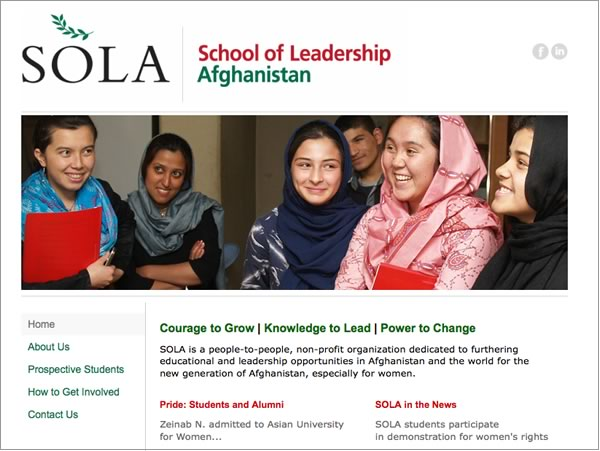 SOLA
School of Leadership
Afghanistan
f in
Home
About Us
Prospective Students
How to Get Involved
Contact Us
Courage to Grow | Knowledge to Lead | Power to Change
SOLA is a people-to-people, non-profit organization dedicated to furthering
educational and leadership opportunities in Afghanistan and the world for the
new generation of Afghanistan, especially for women.
Pride: Students and Alumni
Zeinab N. admitted to Asian University
for Women...
SOLA in the News
SOLA students participate
in demonstration for women's rights